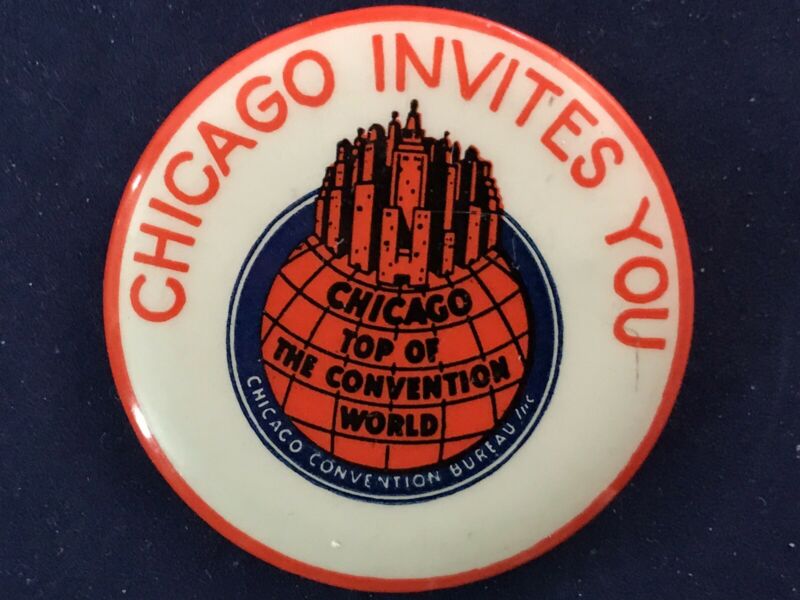 CHICAGO INVITES YOU
CHICAGO
TOP OF
THE CONVENTION
WORLD
CHICAGO CONVENTION BUREAU Inc